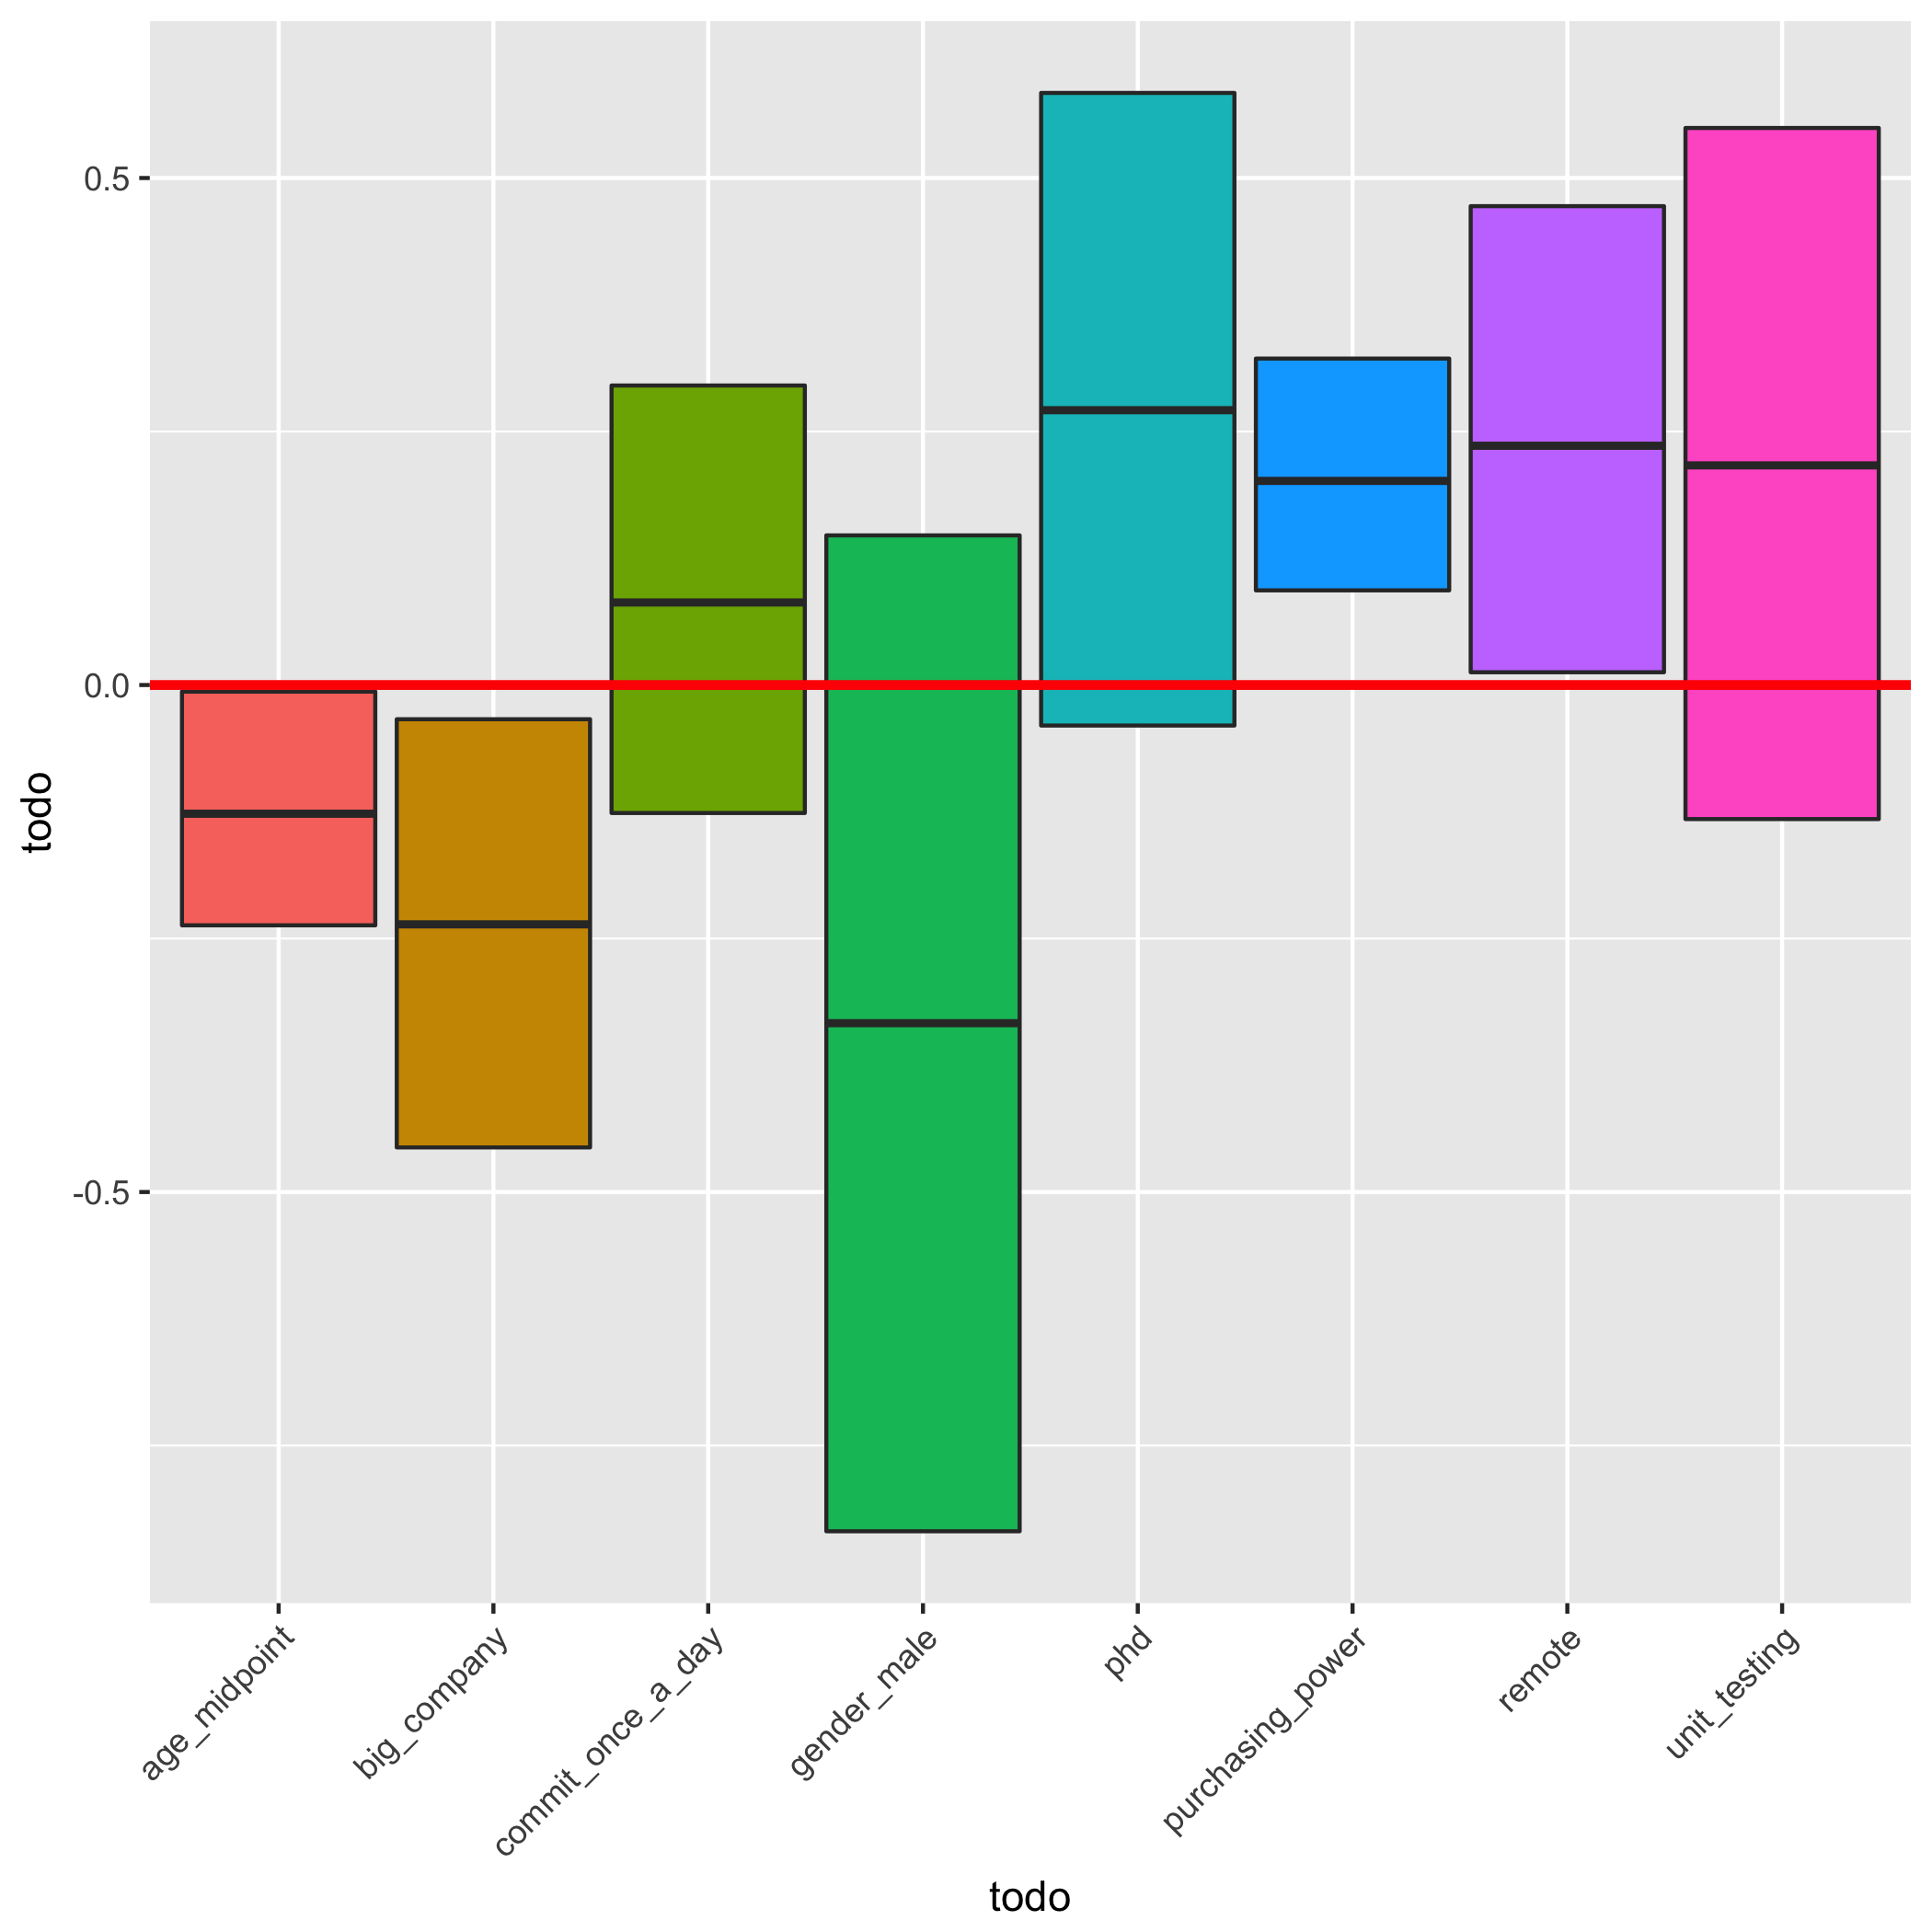 todo
0.5
0.0
-0.5
age_midpoint
big_company
commit_once_a_day
gender_male
phd
purchasing_power
remote
unit_testing
todo